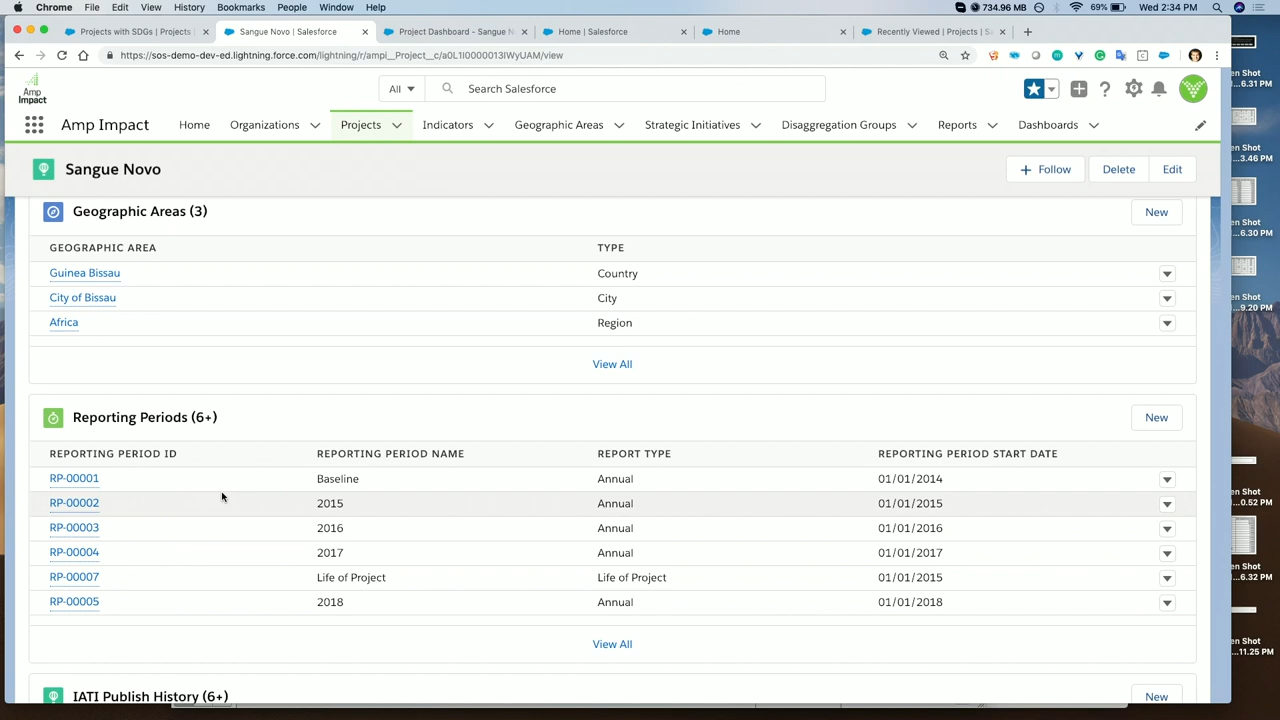 Chrome File Edit View History Bookmarks People Window Help 734.96 MB 69% Wed 2:34 PM
Projects with SDGs | Projects | Sangue Novo | Salesforce Project Dashboard - Sangue N Home | Salesforce Home Recently Viewed | Projects | S
https://sos-demo-dev-ed.lightning.force.com/lightning/r/ampi__Project__c/a0L1I0000013IWyUAM/view
Amp Impact
All Search Salesforce
Amp Impact Home Organizations Projects Indicators Geographic Areas Strategic Initiatives Disaggregation Groups Reports Dashboards
Sangue Novo + Follow Delete Edit
Geographic Areas (3) New
GEOGRAPHIC AREA TYPE
Guinea Bissau Country
City of Bissau City
Africa Region
View All
Reporting Periods (6+) New
REPORTING PERIOD ID REPORTING PERIOD NAME REPORT TYPE REPORTING PERIOD START DATE
RP-00001 Baseline Annual 01/01/2014
RP-00002 2015 Annual 01/01/2015
RP-00003 2016 Annual 01/01/2016
RP-00004 2017 Annual 01/01/2017
RP-00007 Life of Project Life of Project 01/01/2015
RP-00005 2018 Annual 01/01/2018
View All
IATI Publish History (6+) New
en Shot
...6.31 PM
en Shot
...3.46 PM
en Shot
...6.30 PM
en Shot
...9.20 PM
en Shot
...0.52 PM
en Shot
...6.32 PM
en Shot
...11.25 PM